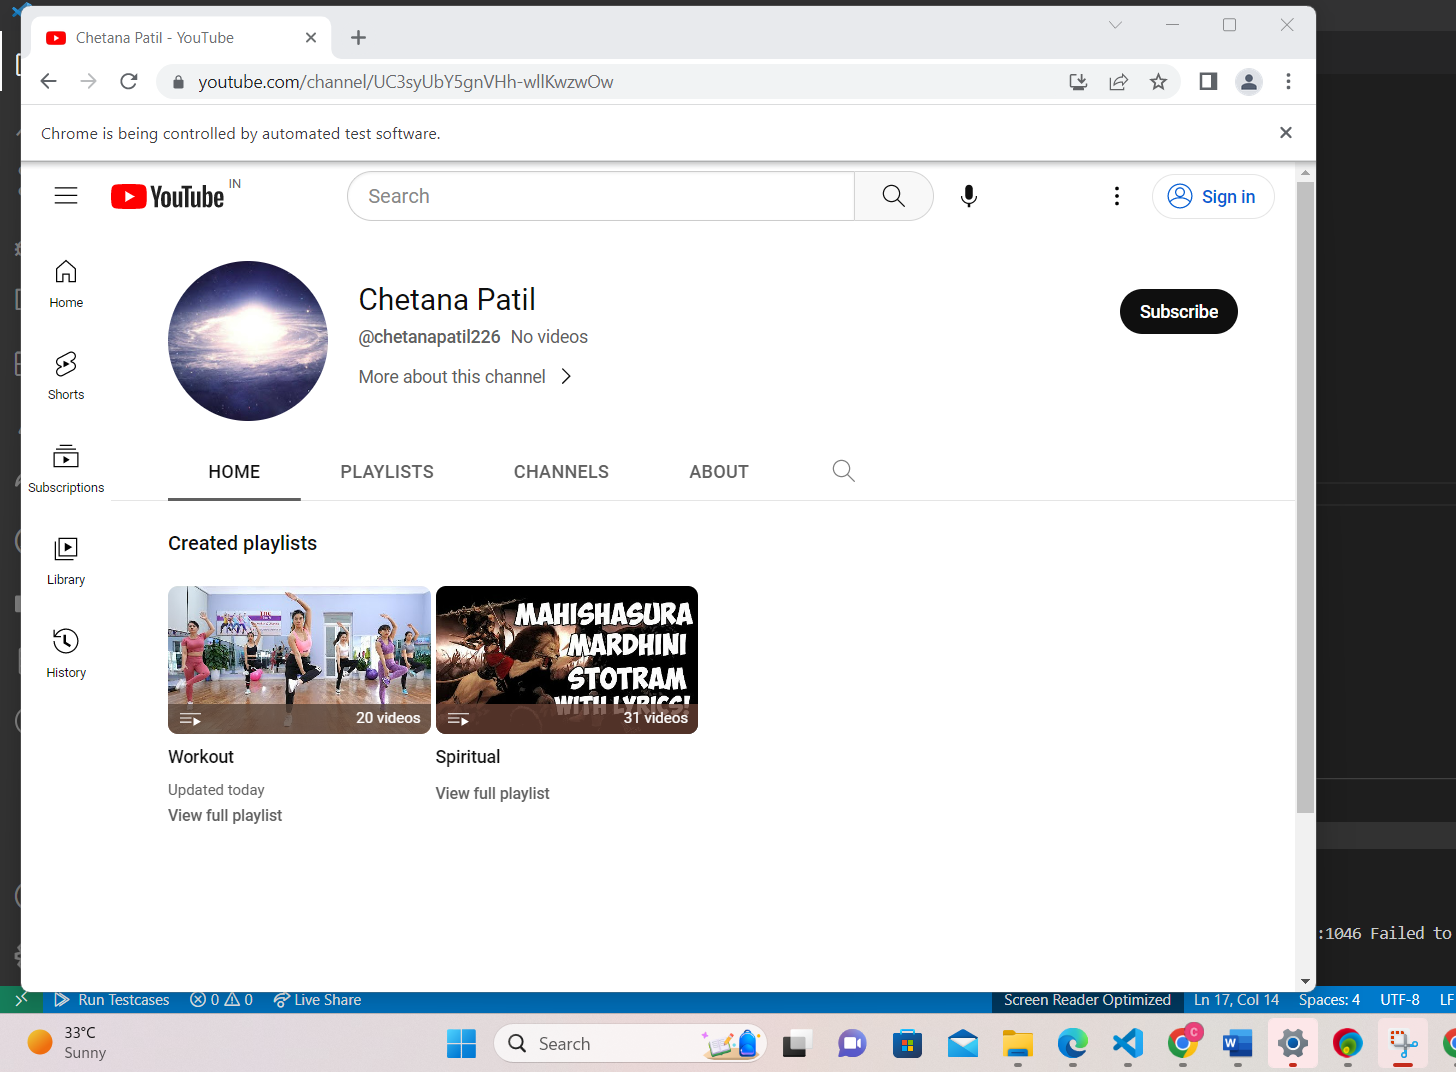 Chetana Patil - YouTube
youtube.com/channel/UC3syUbY5gnVHh-wllKwzwOw
Chrome is being controlled by automated test software.
YouTube IN
Search
Sign in
Home
Shorts
Subscriptions
Library
History
Chetana Patil
@chetanapatil226 No videos
More about this channel
Subscribe
HOME PLAYLISTS CHANNELS ABOUT
Created playlists
MAHISHASURA
MARDHINI
STOTRAM
WITH LYRICS!
20 videos
31 videos
Workout
Updated today
View full playlist
Spiritual
View full playlist
:1046 Failed to
Run Testcases 0 0 Live Share
Screen Reader Optimized Ln 17, Col 14 Spaces: 4 UTF-8 LF
33°C
Sunny
Search
C
W